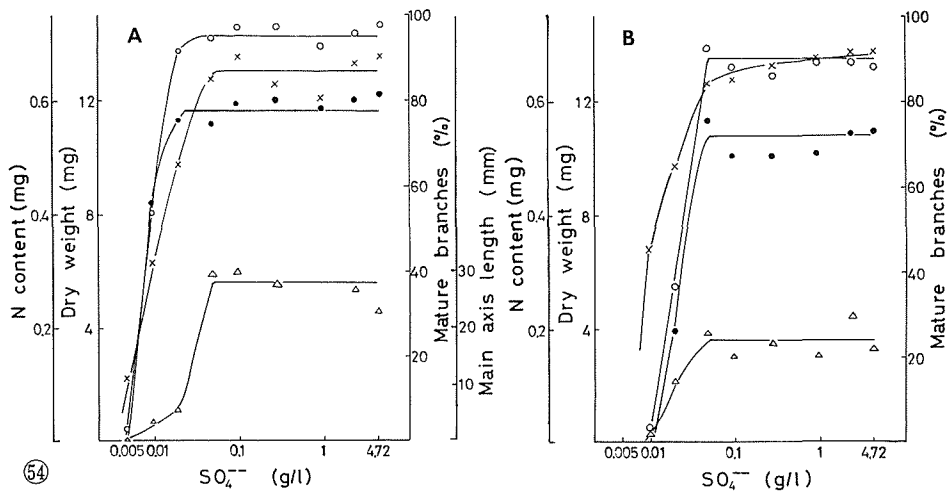 A
N content (mg)
0,6
0,4
0,2
Dry weight (mg)
12
8
4
Mature branches (%)
100
80
60
40
20
Main axis length (mm)
30
20
10
0,005 0,01 0,1 1 4,72
SO₄⁻⁻ (g/l)
B
N content (mg)
0,6
0,4
0,2
Dry weight (mg)
12
8
4
Mature branches (%)
100
80
60
40
20
0,005 0,01 0,1 1 4,72
SO₄⁻⁻ (g/l)
54